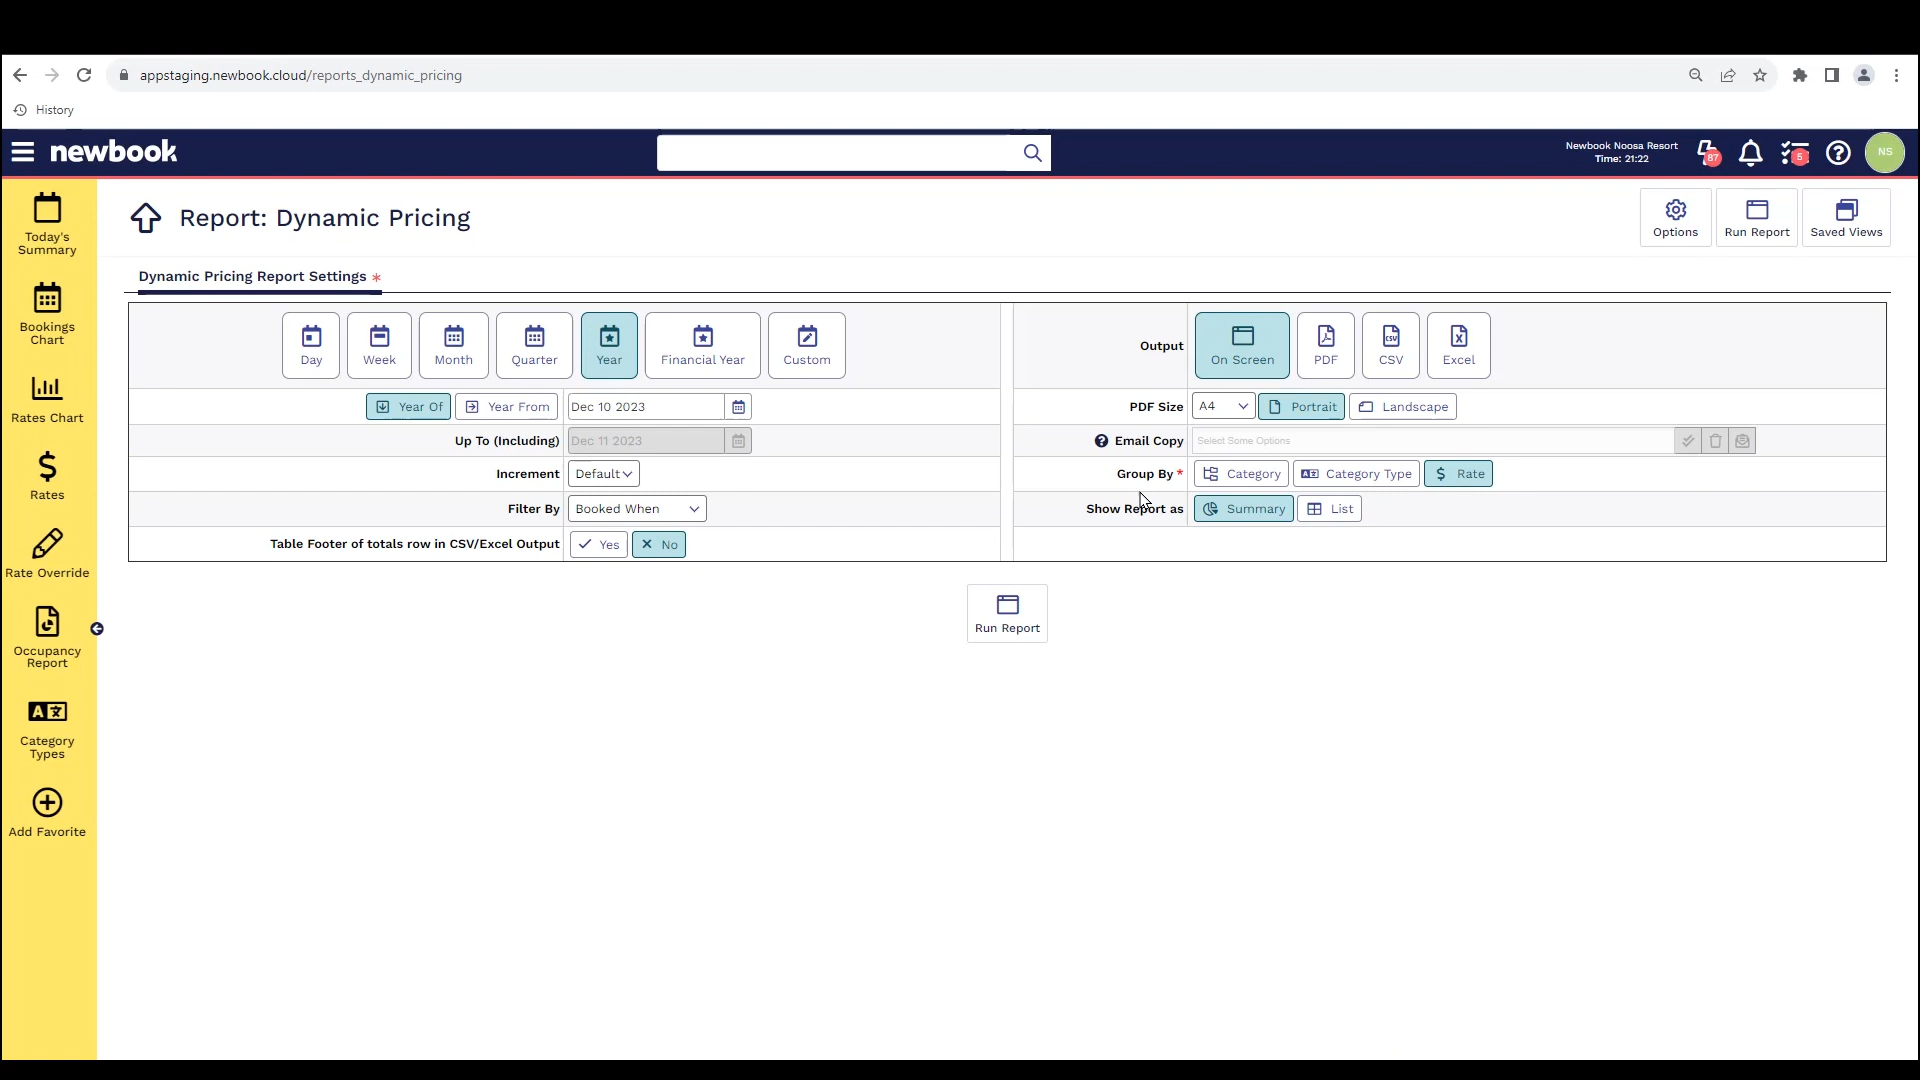 appstaging.newbook.cloud/reports_dynamic_pricing
History
newbook
Newbook Noosa Resort
Time: 21:22
87
5
NS
Today's
Summary
Bookings
Chart
Rates Chart
Rates
Rate Override
Occupancy
Report
Category
Types
Add Favorite
Report: Dynamic Pricing
Options
Run Report
Saved Views
Dynamic Pricing Report Settings *
Day
Week
Month
Quarter
Year
Financial Year
Custom
Output
On Screen
PDF
CSV
Excel
Year Of
Year From
Dec 10 2023
PDF Size
A4
Portrait
Landscape
Up To (Including)
Dec 11 2023
Email Copy
Select Some Options
Increment
Default
Group By *
Category
Category Type
Rate
Filter By
Booked When
Show Report as
Summary
List
Table Footer of totals row in CSV/Excel Output
Yes
No
Run Report